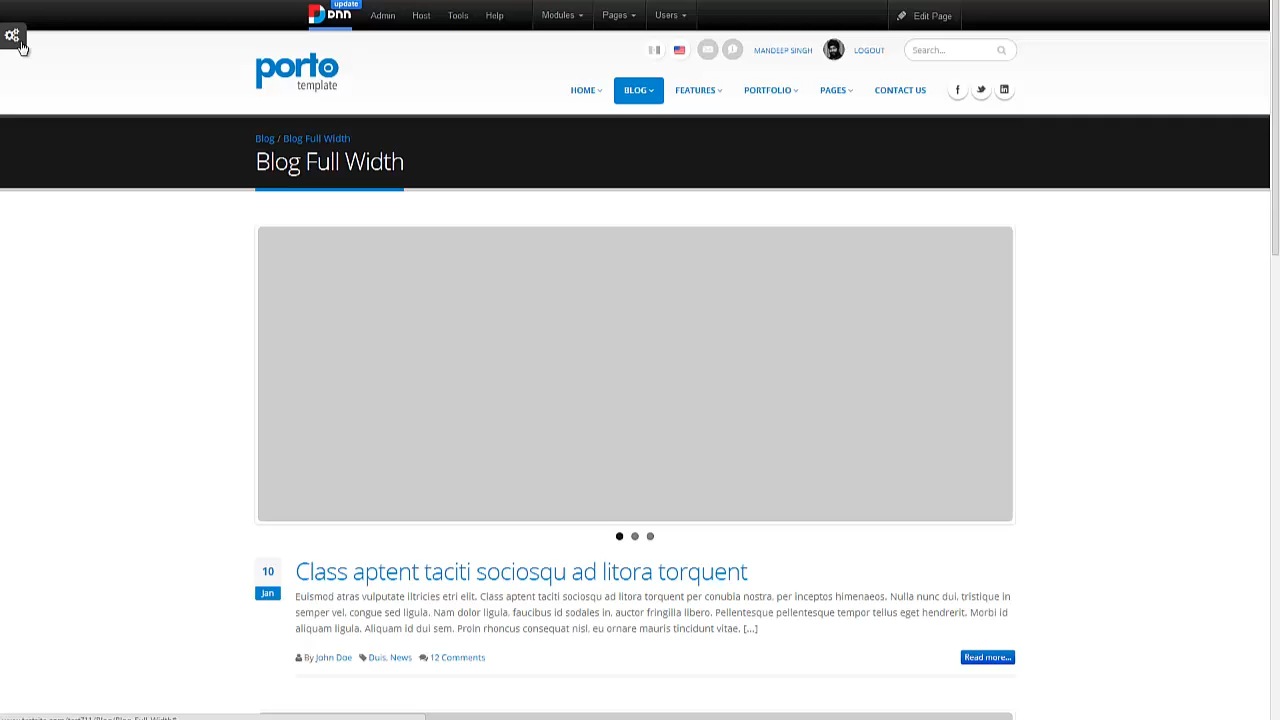 update
DNN Admin Host Tools Help Modules Pages Users Edit Page
MANDEEP SINGH LOGOUT Search...
porto
template
HOME BLOG FEATURES PORTFOLIO PAGES CONTACT US
Blog / Blog Full Width
Blog Full Width
10
Jan
Class aptent taciti sociosqu ad litora torquent
Euismod atras vulputate iltricies etri elit. Class aptent taciti sociosqu ad litora torquent per conubia nostra, per inceptos himenaeos. Nulla nunc dui, tristique in
semper vel, congue sed ligula. Nam dolor ligula, faucibus id sodales in, auctor fringilla libero. Pellentesque pellentesque tempor tellus eget hendrerit. Morbi id
aliquam ligula. Aliquam id dui sem. Proin rhoncus consequat nisl, eu ornare mauris tincidunt vitae. [...]
By John Doe Duis, News 12 Comments Read more...